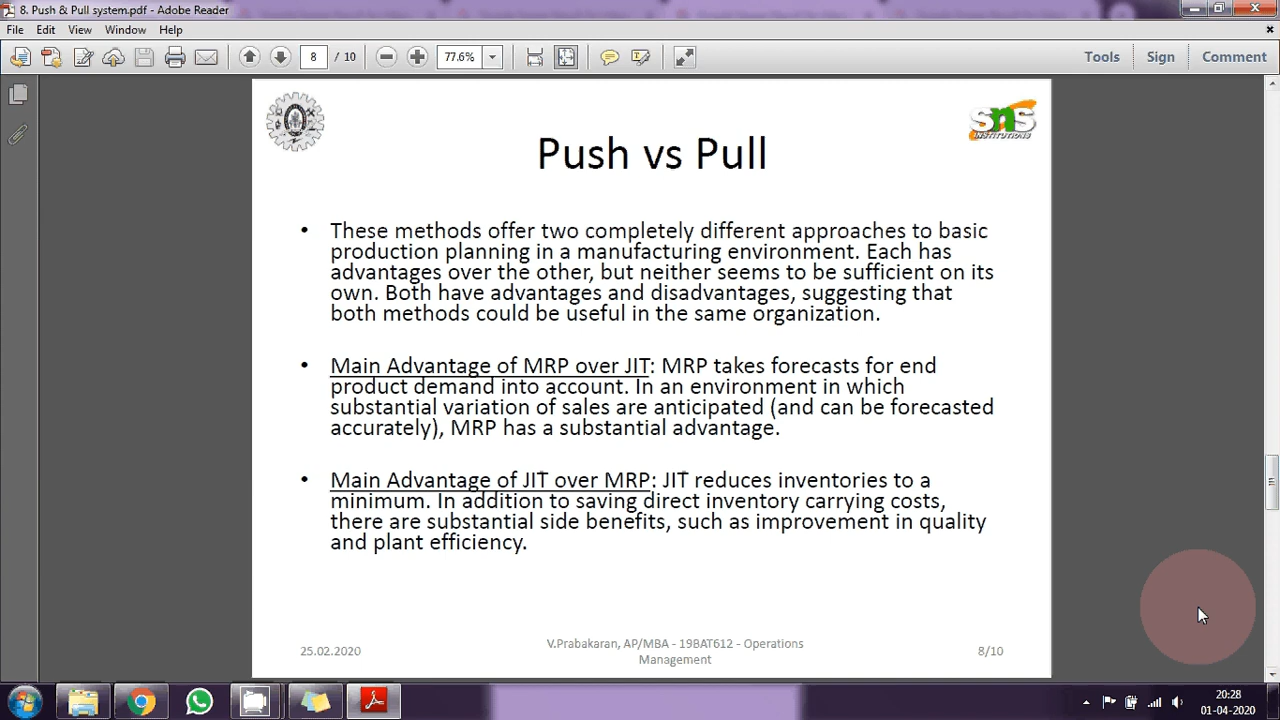 8. Push & Pull system.pdf - Adobe Reader
File Edit View Window Help
8 / 10 77.6% Tools Sign Comment
SNS
INSTITUTIONS
Push vs Pull
• These methods offer two completely different approaches to basic
production planning in a manufacturing environment. Each has
advantages over the other, but neither seems to be sufficient on its
own. Both have advantages and disadvantages, suggesting that
both methods could be useful in the same organization.
• Main Advantage of MRP over JIT: MRP takes forecasts for end
product demand into account. In an environment in which
substantial variation of sales are anticipated (and can be forecasted
accurately), MRP has a substantial advantage.
• Main Advantage of JIT over MRP: JIT reduces inventories to a
minimum. In addition to saving direct inventory carrying costs,
there are substantial side benefits, such as improvement in quality
and plant efficiency.
25.02.2020
V.Prabakaran, AP/MBA - 19BAT612 - Operations
Management
8/10
20:28
01-04-2020